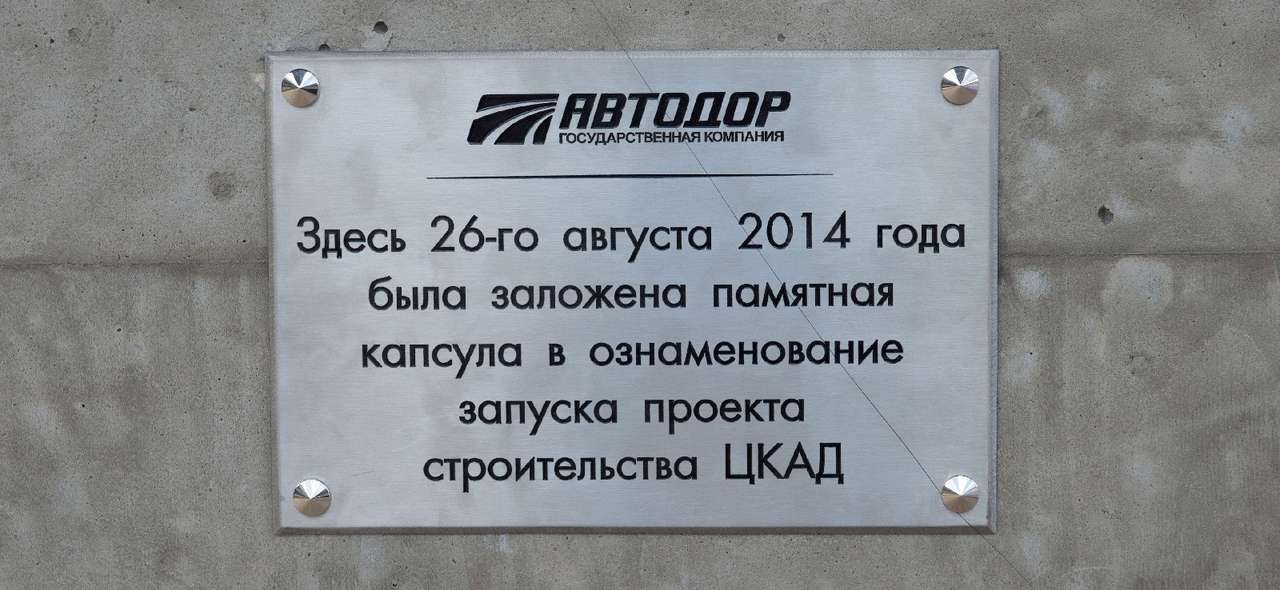 АВТОДОР
ГОСУДАРСТВЕННАЯ КОМПАНИЯ
Здесь 26-го августа 2014 года
была заложена памятная
капсула в ознаменование
запуска проекта
строительства ЦКАД